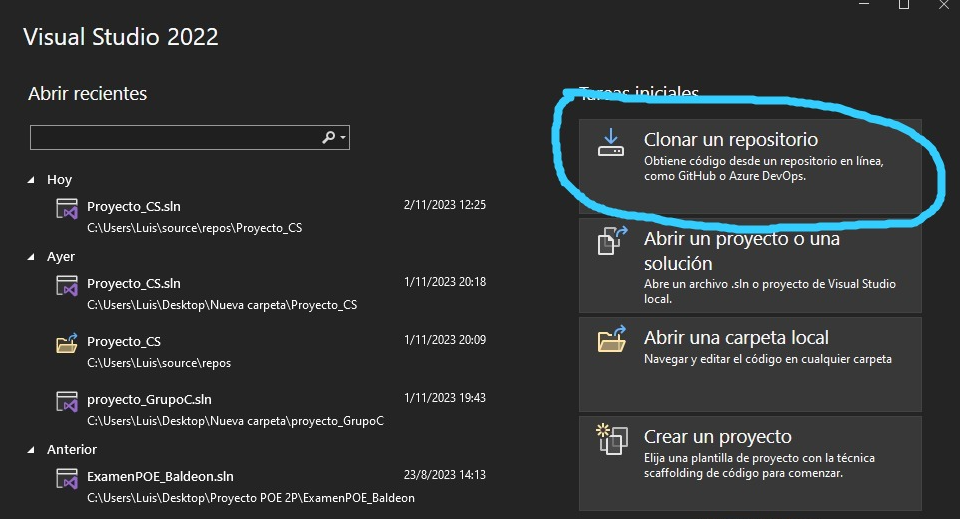 Visual Studio 2022
Abrir recientes
Hoy
Proyecto_CS.sln
2/11/2023 12:25
C:\Users\Luis\source\repos\Proyecto_CS
Ayer
Proyecto_CS.sln
1/11/2023 20:18
C:\Users\Luis\Desktop\Nueva carpeta\Proyecto_CS
Proyecto_CS
1/11/2023 20:09
C:\Users\Luis\source\repos
proyecto_GrupoC.sln
1/11/2023 19:43
C:\Users\Luis\Desktop\Nueva carpeta\proyecto_GrupoC
Anterior
ExamenPOE_Baldeon.sln
23/8/2023 14:13
C:\Users\Luis\Desktop\Proyecto POE 2P\ExamenPOE_Baldeon
Tareas iniciales
Clonar un repositorio
Obtiene código desde un repositorio en línea,
como GitHub o Azure DevOps.
Abrir un proyecto o una
solución
Abre un archivo .sln o proyecto de Visual Studio
local.
Abrir una carpeta local
Navegar y editar el código en cualquier carpeta
Crear un proyecto
Elija una plantilla de proyecto con la técnica
scaffolding de código para comenzar.